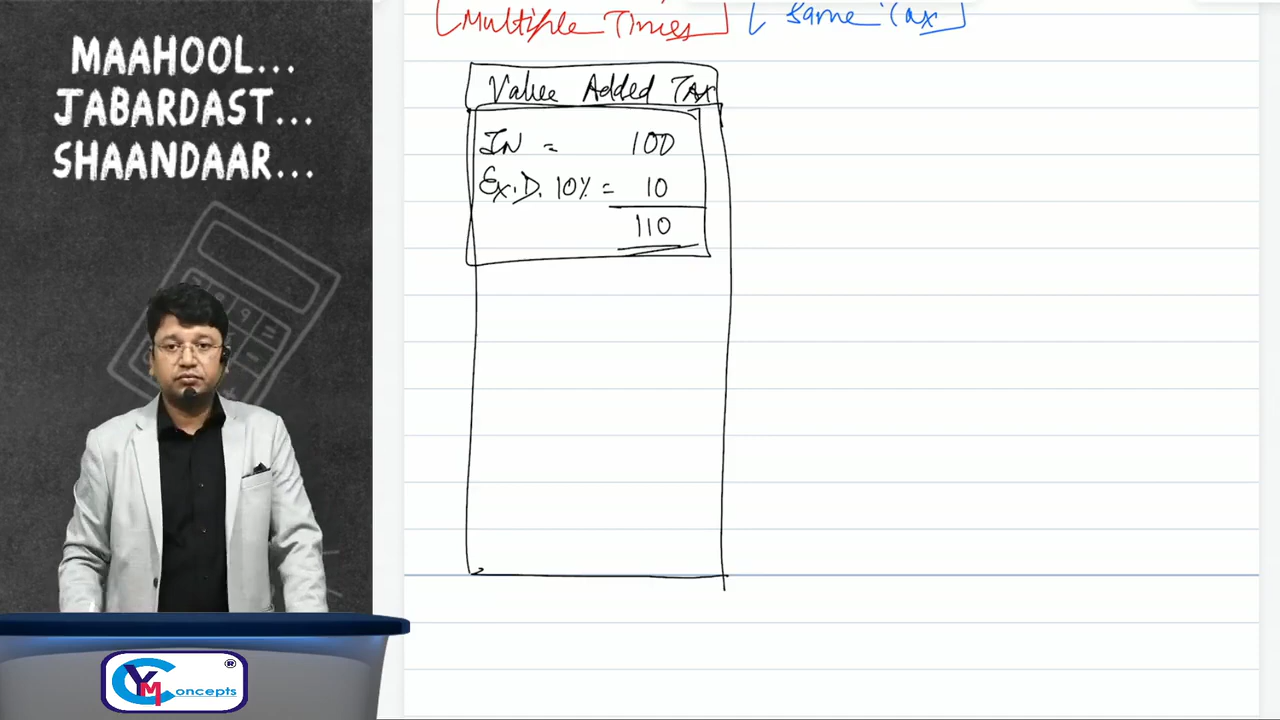 MAAHOOL...
JABARDAST...
SHAANDAAR...
Multiple Times
Same Tax
Value Added TAX
IN = 100
Ex.D. 10% = 10
110
YM Concepts ®